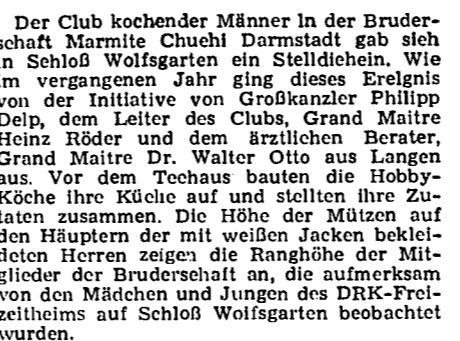 Der Club kochender Männer in der Bruder-
schaft Marmite Chuchi Darmstadt gab sich
in Schloß Wolfsgarten ein Stelldichein. Wie
im vergangenen Jahr ging dieses Ereignis
von der Initiative von Großkanzler Philipp
Delp, dem Leiter des Clubs, Grand Maitre
Heinz Röder und dem ärztlichen Berater,
Grand Maitre Dr. Walter Otto aus Langen
aus. Vor dem Teehaus bauten die Hobby-
Köche ihre Küche auf und stellten ihre Zu-
taten zusammen. Die Höhe der Mützen auf
den Häuptern der mit weißen Jacken beklei-
deten Herren zeigen die Ranghöhe der Mit-
glieder der Bruderschaft an, die aufmerksam
von den Mädchen und Jungen des DRK-Frei-
zeitheims auf Schloß Wolfsgarten beobachtet
wurden.